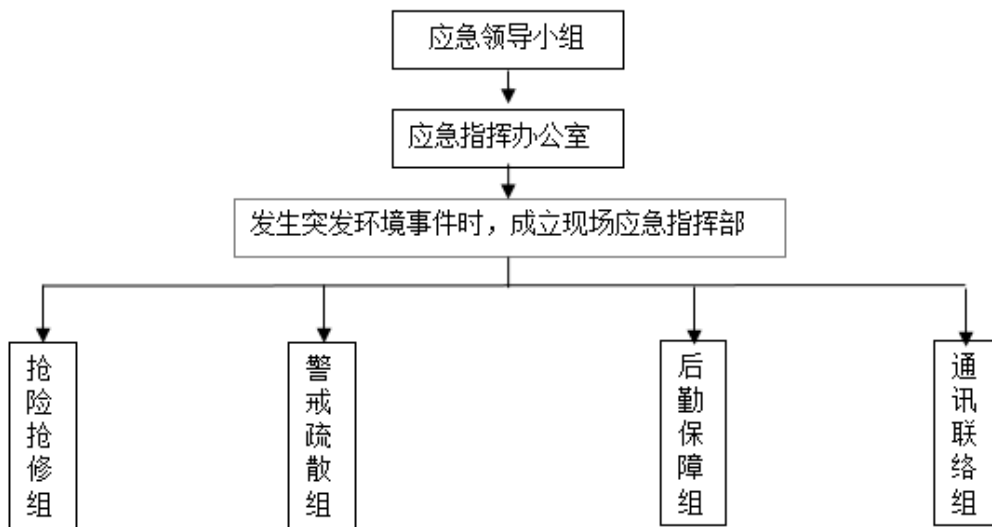 应急领导小组
应急指挥办公室
发生突发环境事件时，成立现场应急指挥部
抢险抢修组
警戒疏散组
后勤保障组
通讯联络组